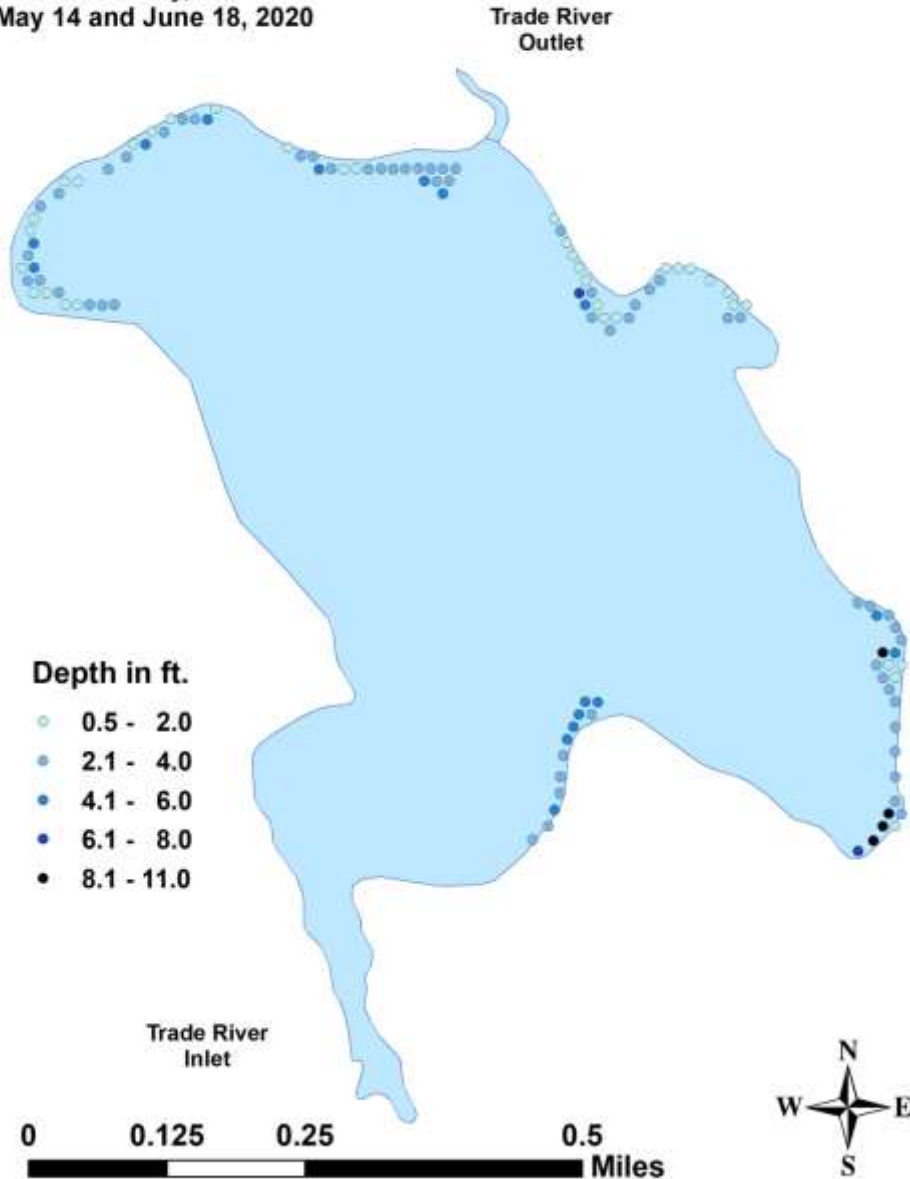 May 14 and June 18, 2020
Trade River
Outlet
Depth in ft.
0.5 - 2.0
2.1 - 4.0
4.1 - 6.0
6.1 - 8.0
8.1 - 11.0
Trade River
Inlet
N
W E
S
0 0.125 0.25 0.5
Miles